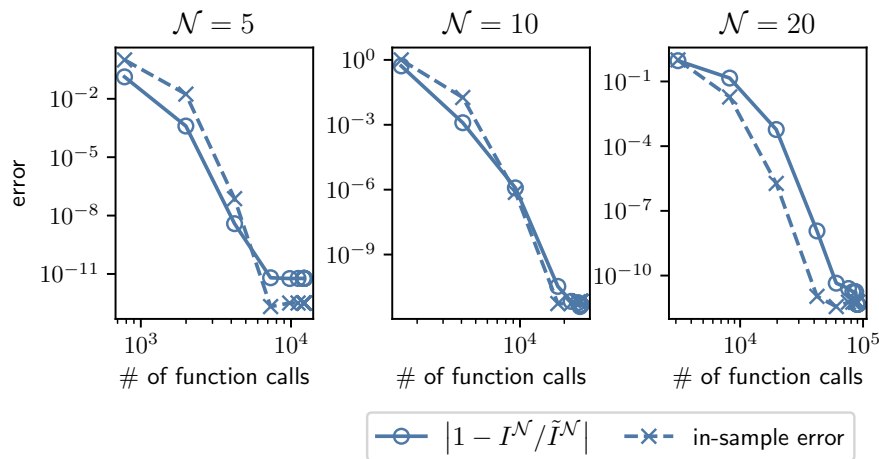 𝒩 = 5 𝒩 = 10 𝒩 = 20
error
10⁻²
10⁻⁵
10⁻⁸
10⁻¹¹
10³ 10⁴
# of function calls
10⁰
10⁻³
10⁻⁶
10⁻⁹
10⁴
# of function calls
10⁻¹
10⁻⁴
10⁻⁷
10⁻¹⁰
10⁴ 10⁵
# of function calls
|1 − I^𝒩/Ĩ^𝒩| in-sample error